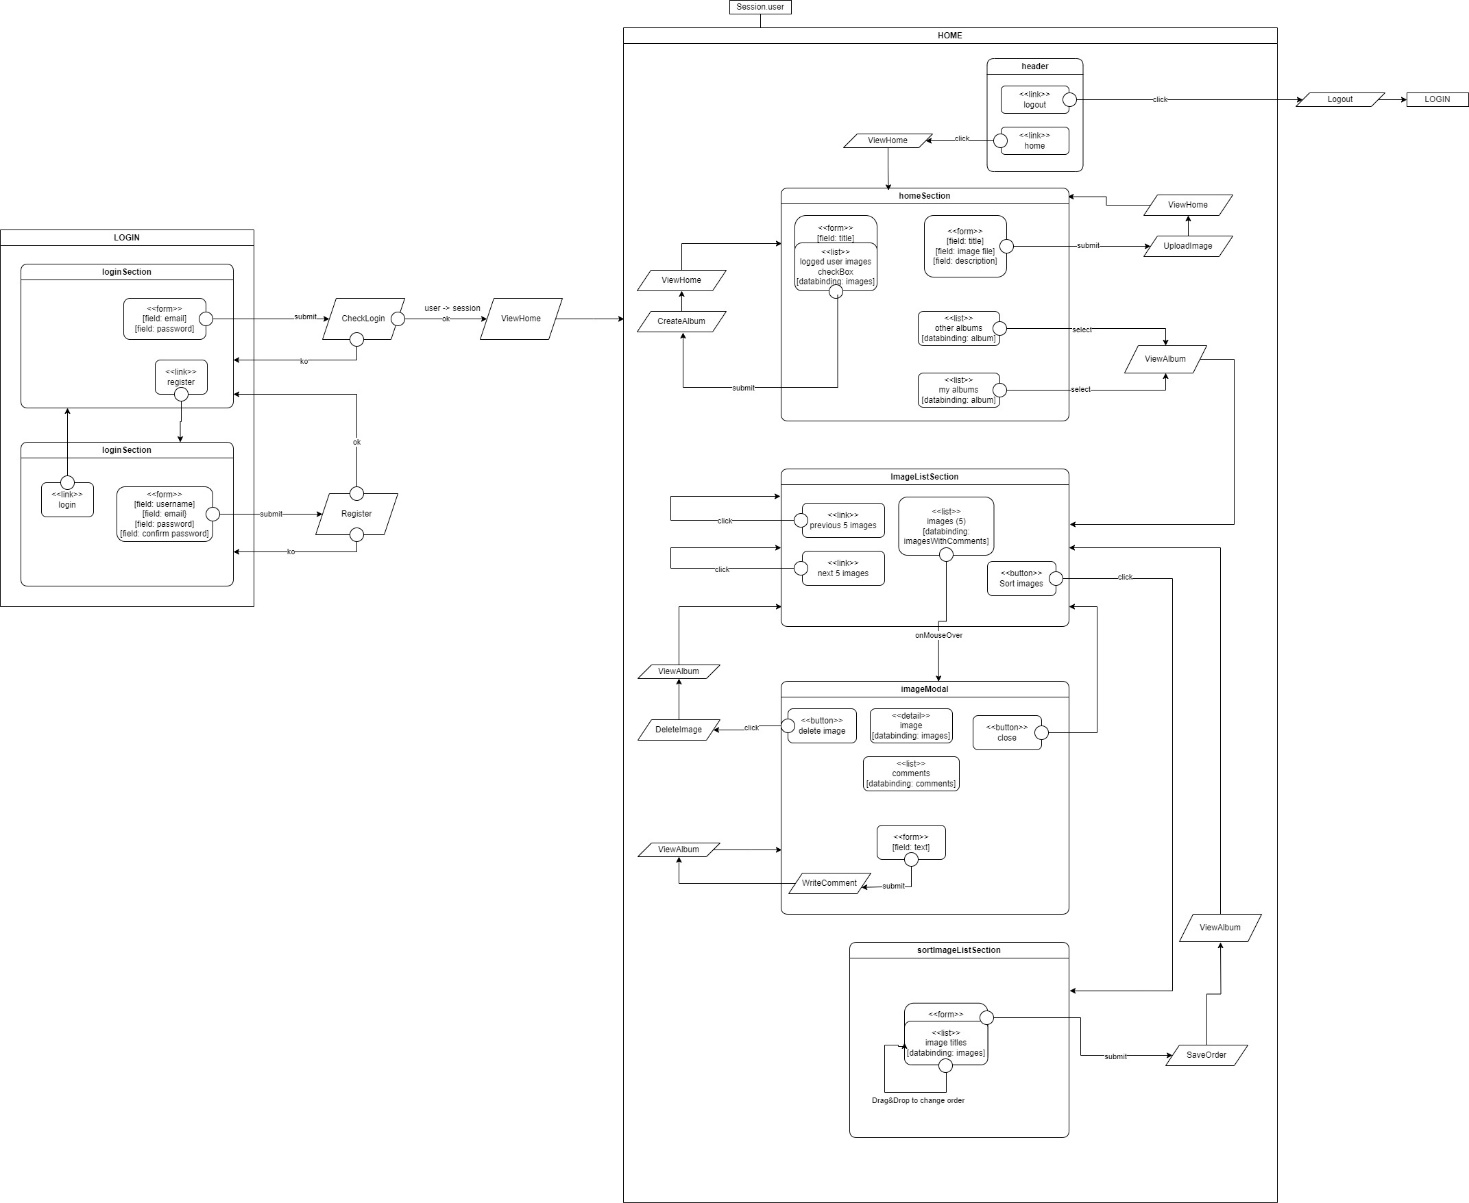 Session.user
HOME
header
<<link>>
logout
click
Logout
LOGIN
<<link>>
home
click
ViewHome
homeSection
<<form>>
[field: title]
<<list>>
logged user images
checkBox
[databinding: images]
<<form>>
[field: title]
[field: image file]
[field: description]
submit
UploadImage
ViewHome
ViewHome
CreateAlbum
submit
<<list>>
other albums
[databinding: album]
select
ViewAlbum
<<list>>
my albums
[databinding: album]
select
LOGIN
loginSection
<<form>>
[field: email]
[field: password]
submit
CheckLogin
user -> session
ok
ViewHome
ko
<<link>>
register
ok
loginSection
<<link>>
login
<<form>>
[field: username]
[field: email}
[field: password]
[field: confirm password]
submit
Register
ko
ImageListSection
<<link>>
previous 5 images
click
<<list>>
images (5)
[databinding:
imagesWithComments]
<<link>>
next 5 images
click
<<button>>
Sort images
click
onMouseOver
ViewAlbum
DeleteImage
click
imageModal
<<button>>
delete image
<<detail>>
image
[databinding: images]
<<button>>
close
<<list>>
comments
[databinding: comments]
<<form>>
[field: text]
submit
WriteComment
ViewAlbum
ViewAlbum
sortImageListSection
<<form>>
<<list>>
image titles
[databinding: images]
Drag&Drop to change order
submit
SaveOrder